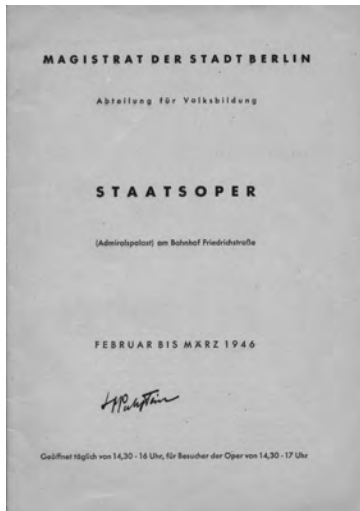 MAGISTRAT DER STADT BERLIN
Abteilung für Volksbildung
STAATSOPER
(Admiralspalast) am Bahnhof Friedrichstraße
FEBRUAR BIS MÄRZ 1946
Geöffnet täglich von 14,30 - 16 Uhr, für Besucher der Oper von 14,30 - 17 Uhr